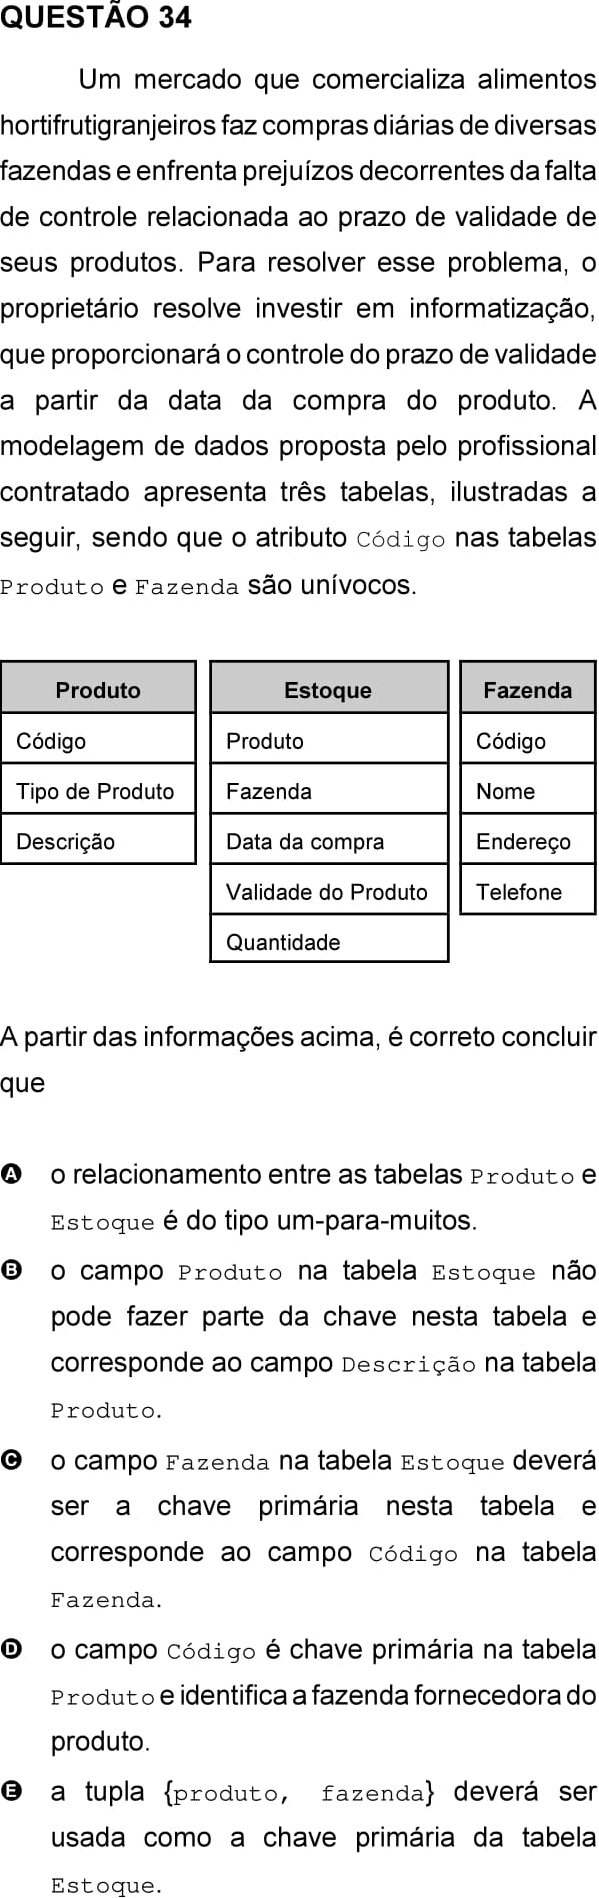 QUESTÃO 34
Um mercado que comercializa alimentos
hortifrutigranjeiros faz compras diárias de diversas
fazendas e enfrenta prejuízos decorrentes da falta
de controle relacionada ao prazo de validade de
seus produtos. Para resolver esse problema, o
proprietário resolve investir em informatização,
que proporcionará o controle do prazo de validade
a partir da data da compra do produto. A
modelagem de dados proposta pelo profissional
contratado apresenta três tabelas, ilustradas a
seguir, sendo que o atributo Código nas tabelas
Produto e Fazenda são unívocos.
Produto
Código
Tipo de Produto
Descrição
Estoque
Produto
Fazenda
Data da compra
Validade do Produto
Quantidade
Fazenda
Código
Nome
Endereço
Telefone
A partir das informações acima, é correto concluir
que
A o relacionamento entre as tabelas Produto e
Estoque é do tipo um-para-muitos.
B o campo Produto na tabela Estoque não
pode fazer parte da chave nesta tabela e
corresponde ao campo Descrição na tabela
Produto.
C o campo Fazenda na tabela Estoque deverá
ser a chave primária nesta tabela e
corresponde ao campo Código na tabela
Fazenda.
D o campo Código é chave primária na tabela
Produto e identifica a fazenda fornecedora do
produto.
E a tupla {produto, fazenda} deverá ser
usada como a chave primária da tabela
Estoque.